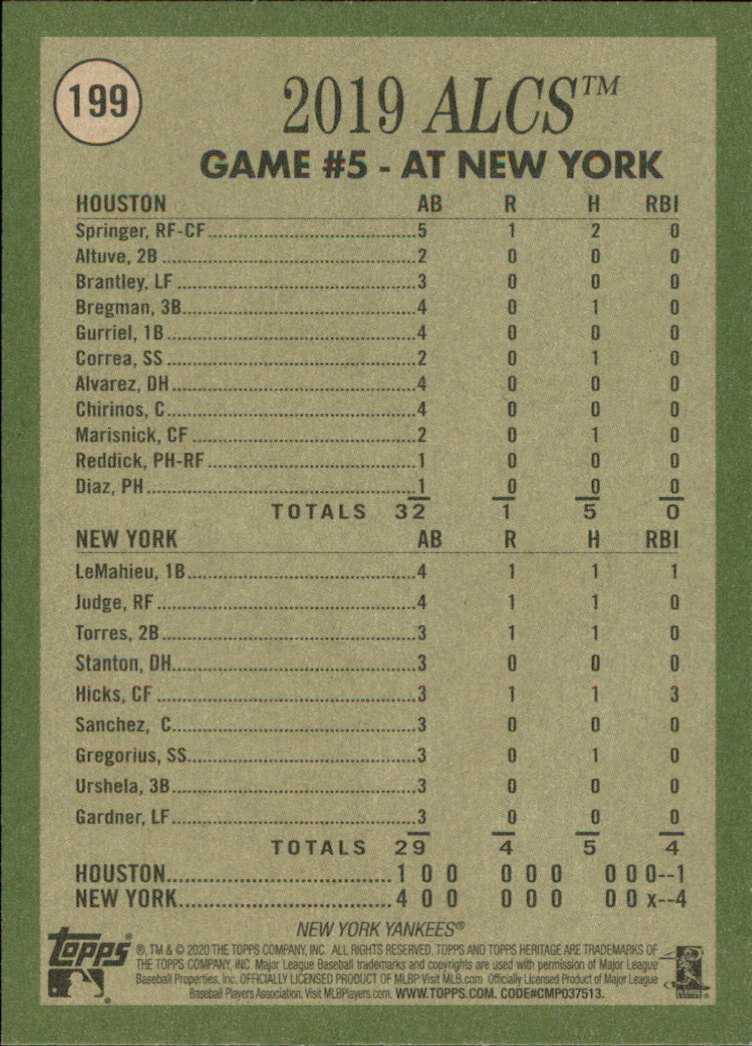 199
2019 ALCS™
GAME #5 - AT NEW YORK
HOUSTON AB R H RBI
Springer, RF-CF 5 1 2 0
Altuve, 2B 2 0 0 0
Brantley, LF 3 0 0 0
Bregman, 3B 4 0 1 0
Gurriel, 1B 4 0 0 0
Correa, SS 2 0 1 0
Alvarez, DH 4 0 0 0
Chirinos, C 4 0 0 0
Marisnick, CF 2 0 1 0
Reddick, PH-RF 1 0 0 0
Diaz, PH 1 0 0 0
TOTALS 32 1 5 0
NEW YORK AB R H RBI
LeMahieu, 1B 4 1 1 1
Judge, RF 4 1 1 0
Torres, 2B 3 1 1 0
Stanton, DH 3 0 0 0
Hicks, CF 3 1 1 3
Sanchez, C 3 0 0 0
Gregorius, SS 3 0 1 0
Urshela, 3B 3 0 0 0
Gardner, LF 3 0 0 0
TOTALS 29 4 5 4
HOUSTON 1 0 0 0 0 0 0 0 0--1
NEW YORK 4 0 0 0 0 0 0 0 x--4
NEW YORK YANKEES®
topps
®, TM & © 2020 THE TOPPS COMPANY, INC. ALL RIGHTS RESERVED. TOPPS AND TOPPS HERITAGE ARE TRADEMARKS OF
THE TOPPS COMPANY, INC. Major League Baseball trademarks and copyrights are used with permission of Major League
Baseball Properties, Inc. OFFICIALLY LICENSED PRODUCT OF MLBP Visit MLB.com Officially Licensed Product of Major League
Baseball Players Association. Visit MLBPlayers.com. WWW.TOPPS.COM. CODE#CMP037513.